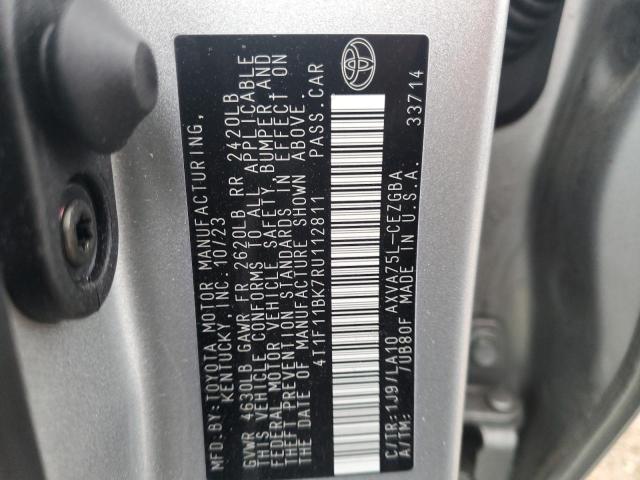 MFD.BY:TOYOTA MOTOR MANUFACTURING,
KENTUCKY, INC. 10/23
GVWR 4630LB GAWR FR 2620LB RR 2420LB
THIS VEHICLE CONFORMS TO ALL APPLICABLE
FEDERAL MOTOR VEHICLE SAFETY, BUMPER AND
THEFT PREVENTION STANDARDS IN EFFECT ON
THE DATE OF MANUFACTURE SHOWN ABOVE.
4T1F11BK7RU112811 PASS.CAR
C/TR:1J9/LA10 AXVA75L-CEZGBA
A/TM: /UB80F MADE IN U.S.A. 33714